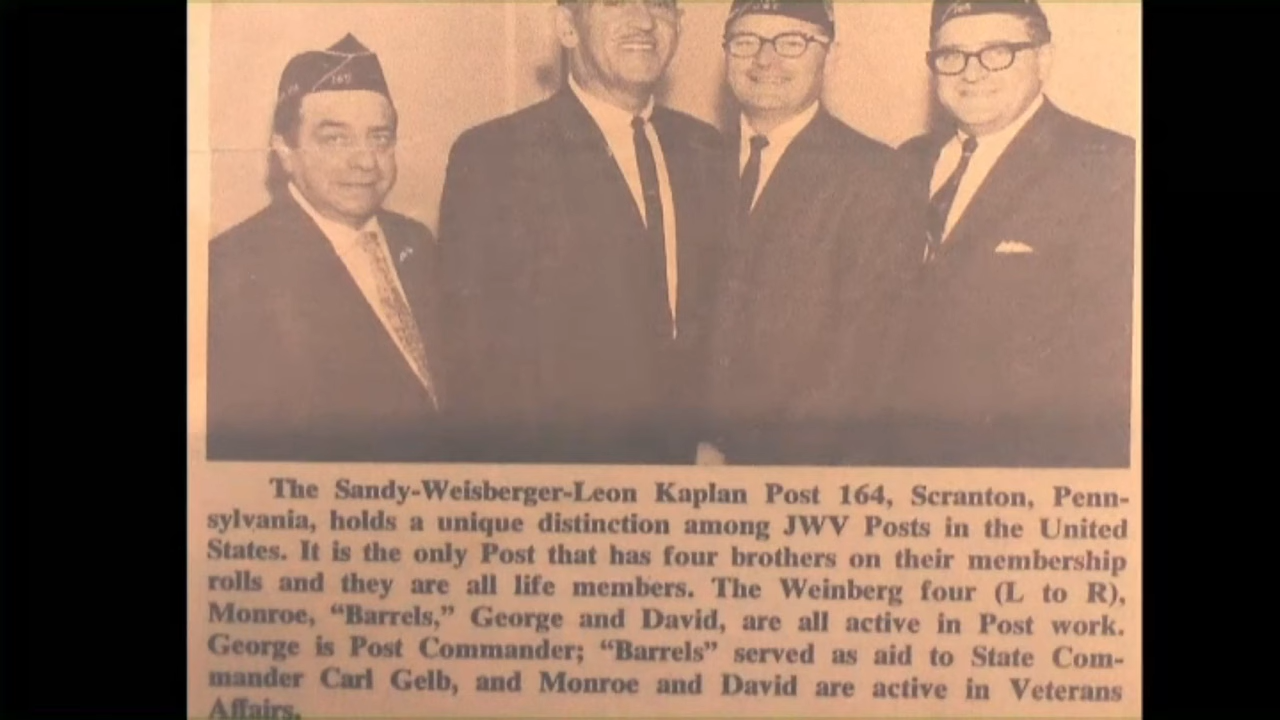 165
The Sandy-Weisberger-Leon Kaplan Post 164, Scranton, Penn-
sylvania, holds a unique distinction among JWV Posts in the United
States. It is the only Post that has four brothers on their membership
rolls and they are all life members. The Weinberg four (L to R),
Monroe, “Barrels,” George and David, are all active in Post work.
George is Post Commander; “Barrels” served as aid to State Com-
mander Carl Gelb, and Monroe and David are active in Veterans
Affairs.